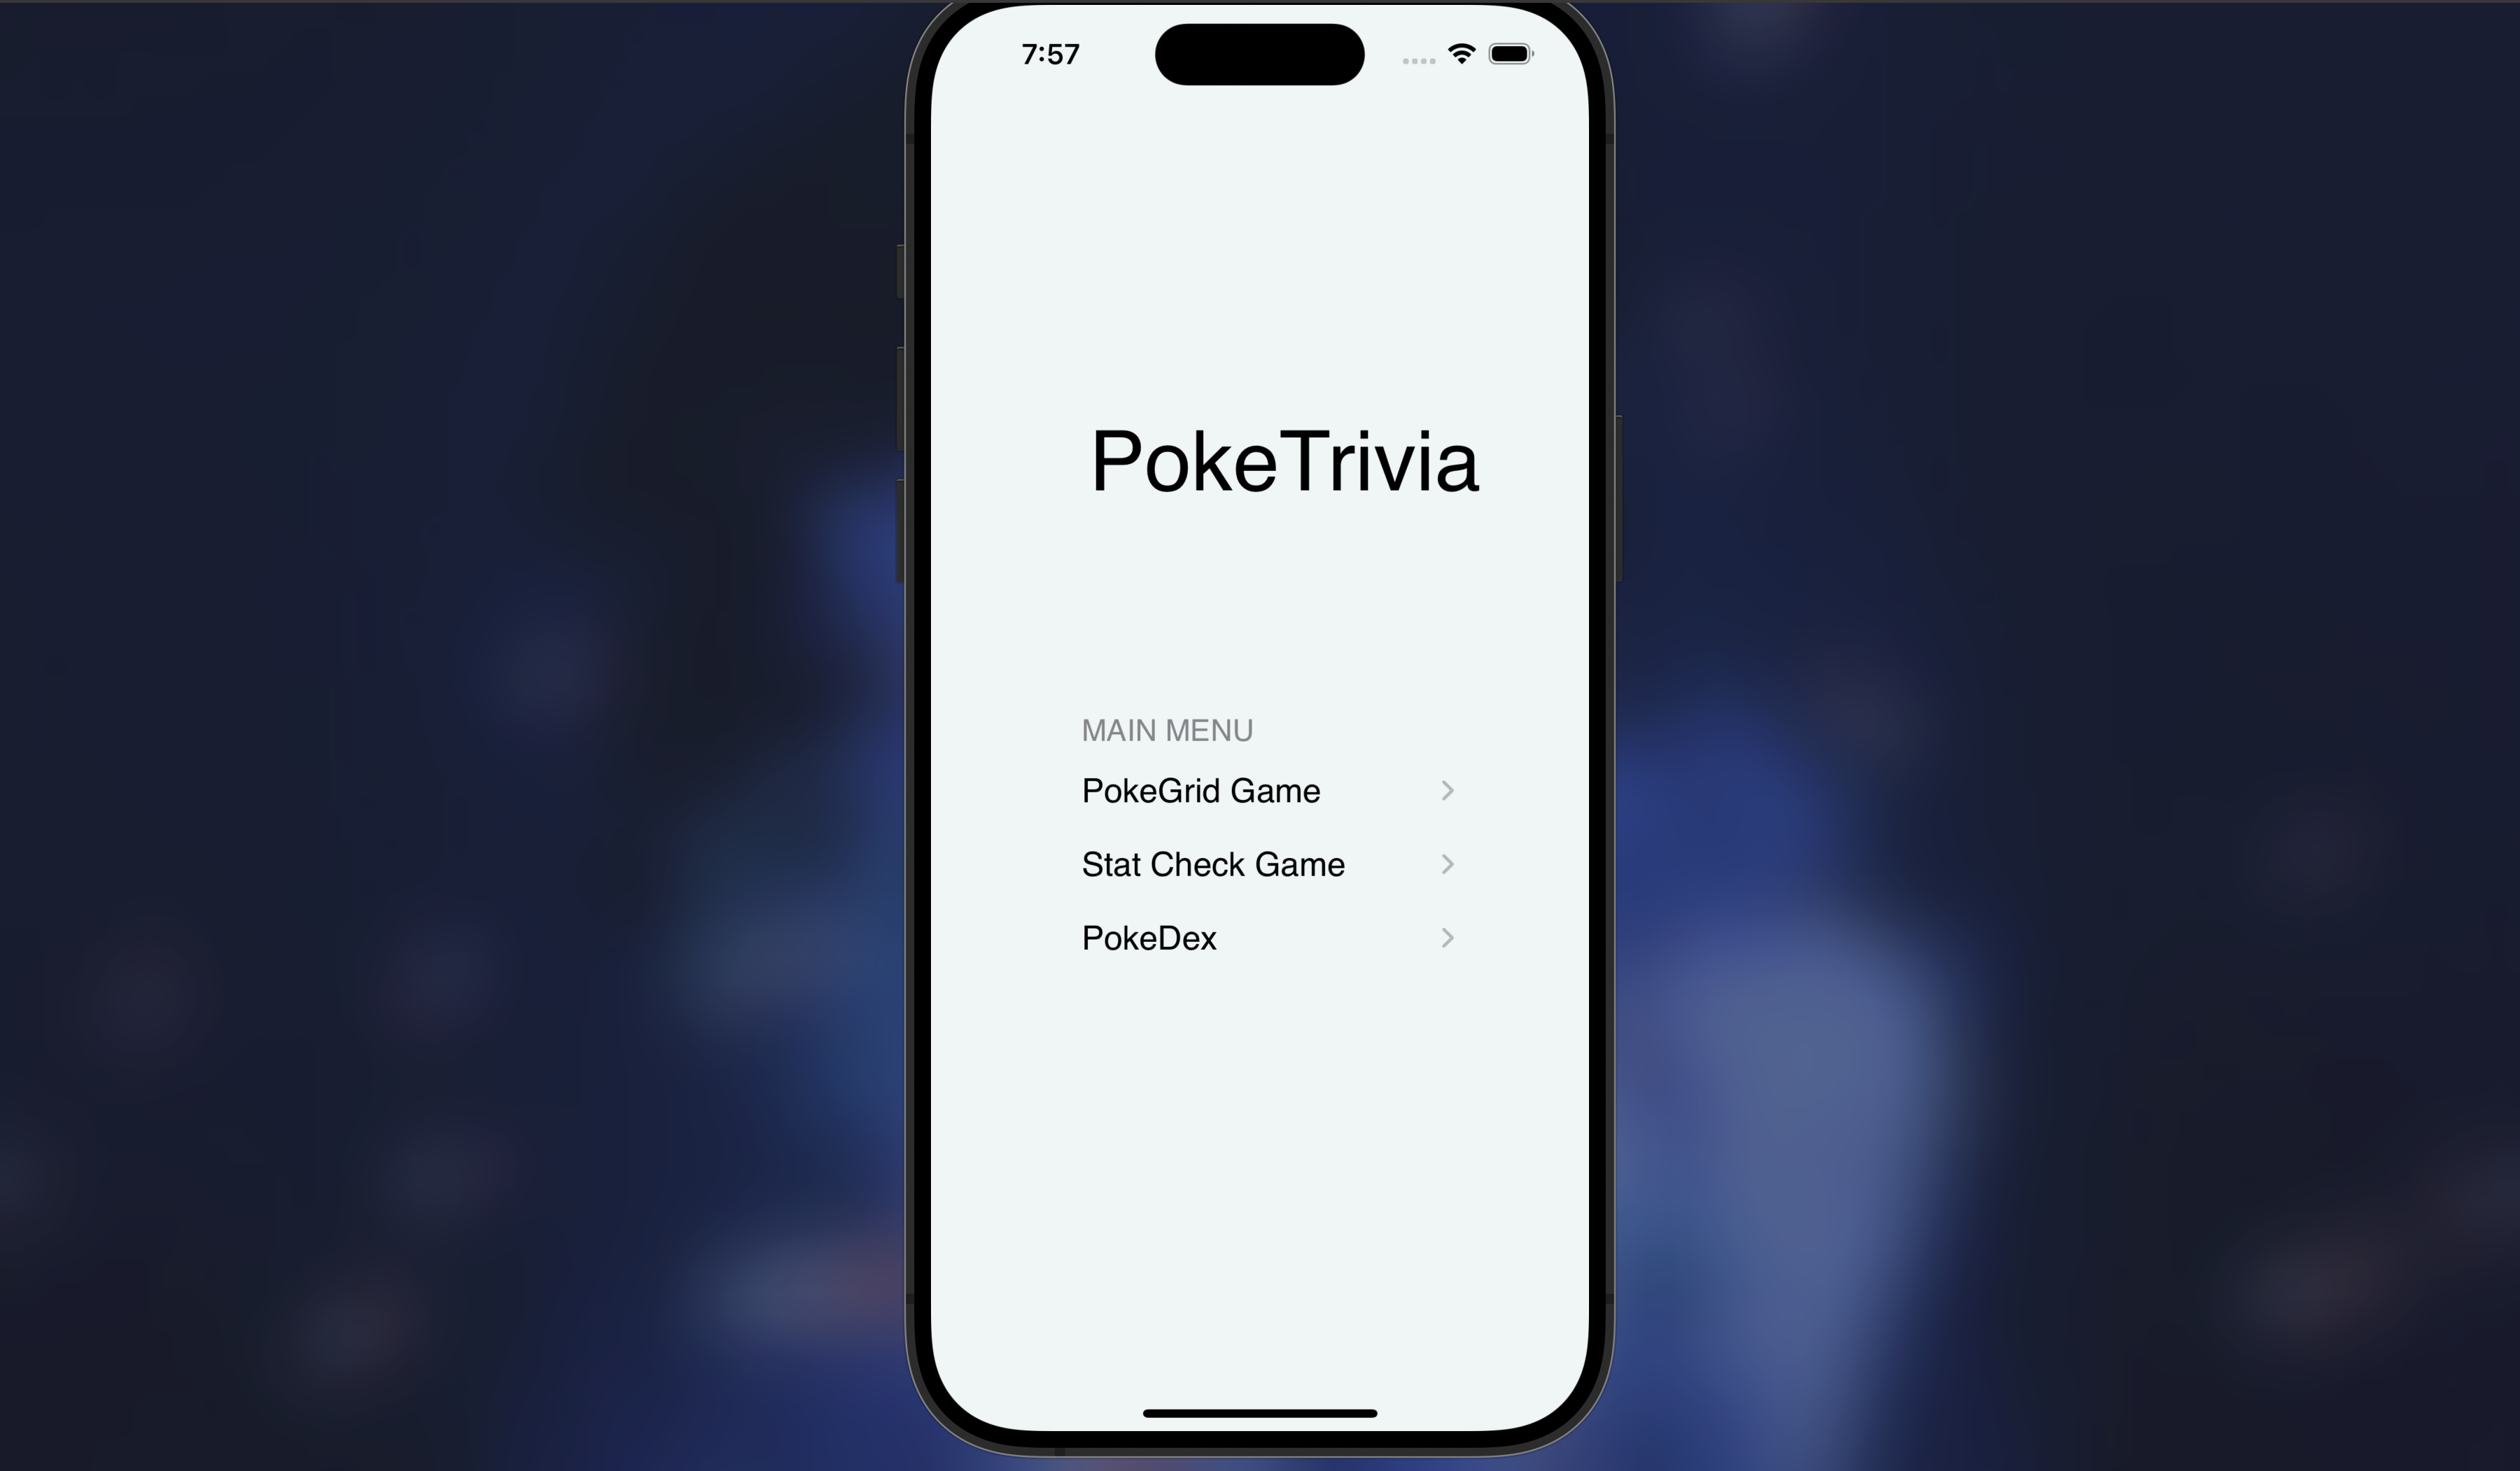 7:57
PokeTrivia
MAIN MENU
PokeGrid Game
Stat Check Game
PokeDex